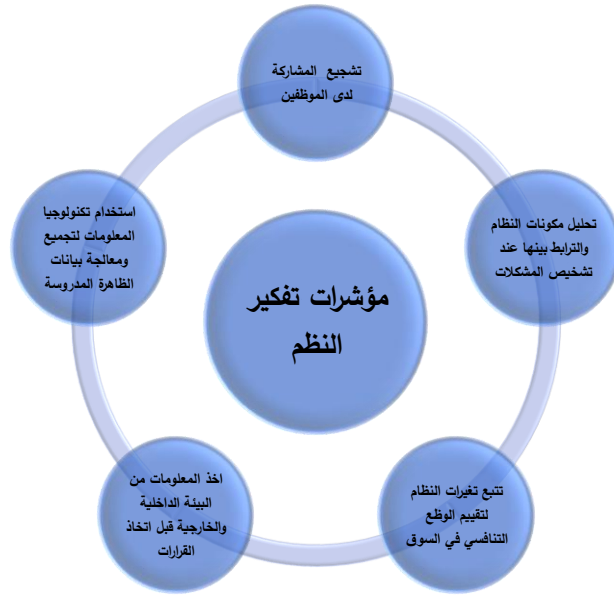 تشجيع المشاركة
لدى الموظفين
تحليل مكونات النظام
والترابط بينها عند
تشخيص المشكلات
تتبع تغيرات النظام
لتقييم الوظع
التنافسي في السوق
اخذ المعلومات من
البيئة الداخلية
والخارجية قبل اتخاذ
القرارات
استخدام تكنولوجيا
المعلومات لتجميع
ومعالجة بيانات
الظاهرة المدروسة
مؤشرات تفكير
النظم